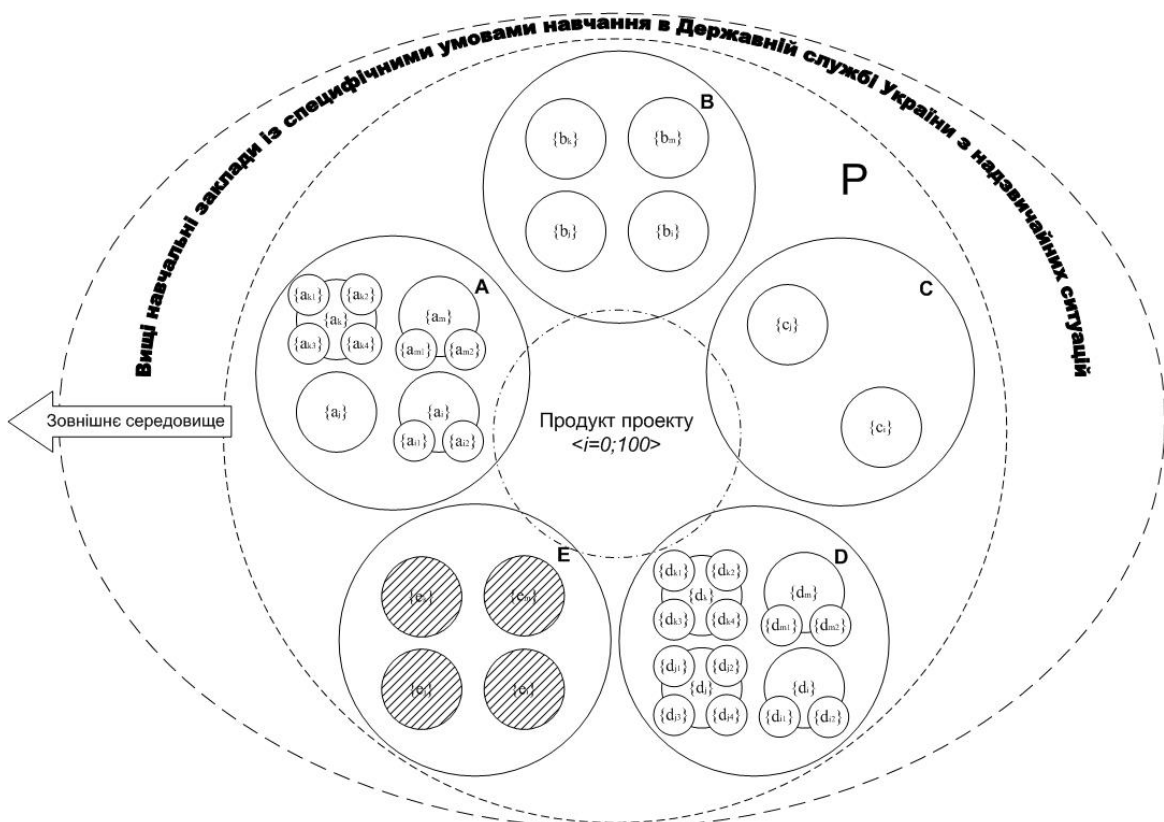 Вищі навчальні заклади із специфічними умовами навчання в Державній службі України з надзвичайних ситуацій
P
B
{bk} {bm}
{bj} {bi}
A
{ak1} {ak2}
{ak} {am}
{ak3} {ak4} {am1} {am2}
{aj} {ai}
{ai1} {ai2}
C
{cj}
{ci}
Зовнішнє середовище
Продукт проекту
<i=0;100>
E
{ek} {em}
{ej} {ei}
D
{dk1} {dk2}
{dk} {dm}
{dk3} {dk4} {dm1} {dm2}
{dj1} {dj2}
{dj} {di}
{dj3} {dj4} {di1} {di2}